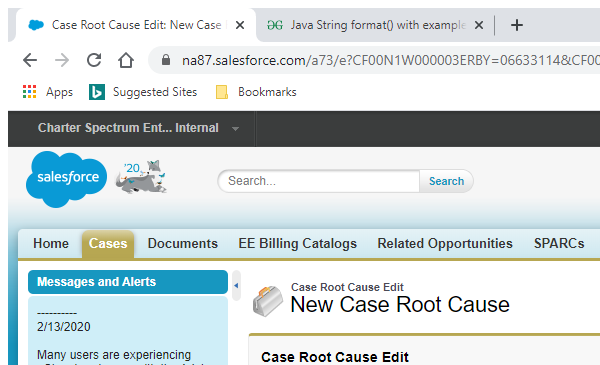 Case Root Cause Edit: New Case
Java String format() with example
na87.salesforce.com/a73/e?CF00N1W000003ERBY=06633114&CF00
Apps
Suggested Sites
Bookmarks
Charter Spectrum Ent... Internal
salesforce
'20
Search...
Search
Home
Cases
Documents
EE Billing Catalogs
Related Opportunities
SPARCs
Messages and Alerts
----------
2/13/2020
Many users are experiencing
Case Root Cause Edit
New Case Root Cause
Case Root Cause Edit